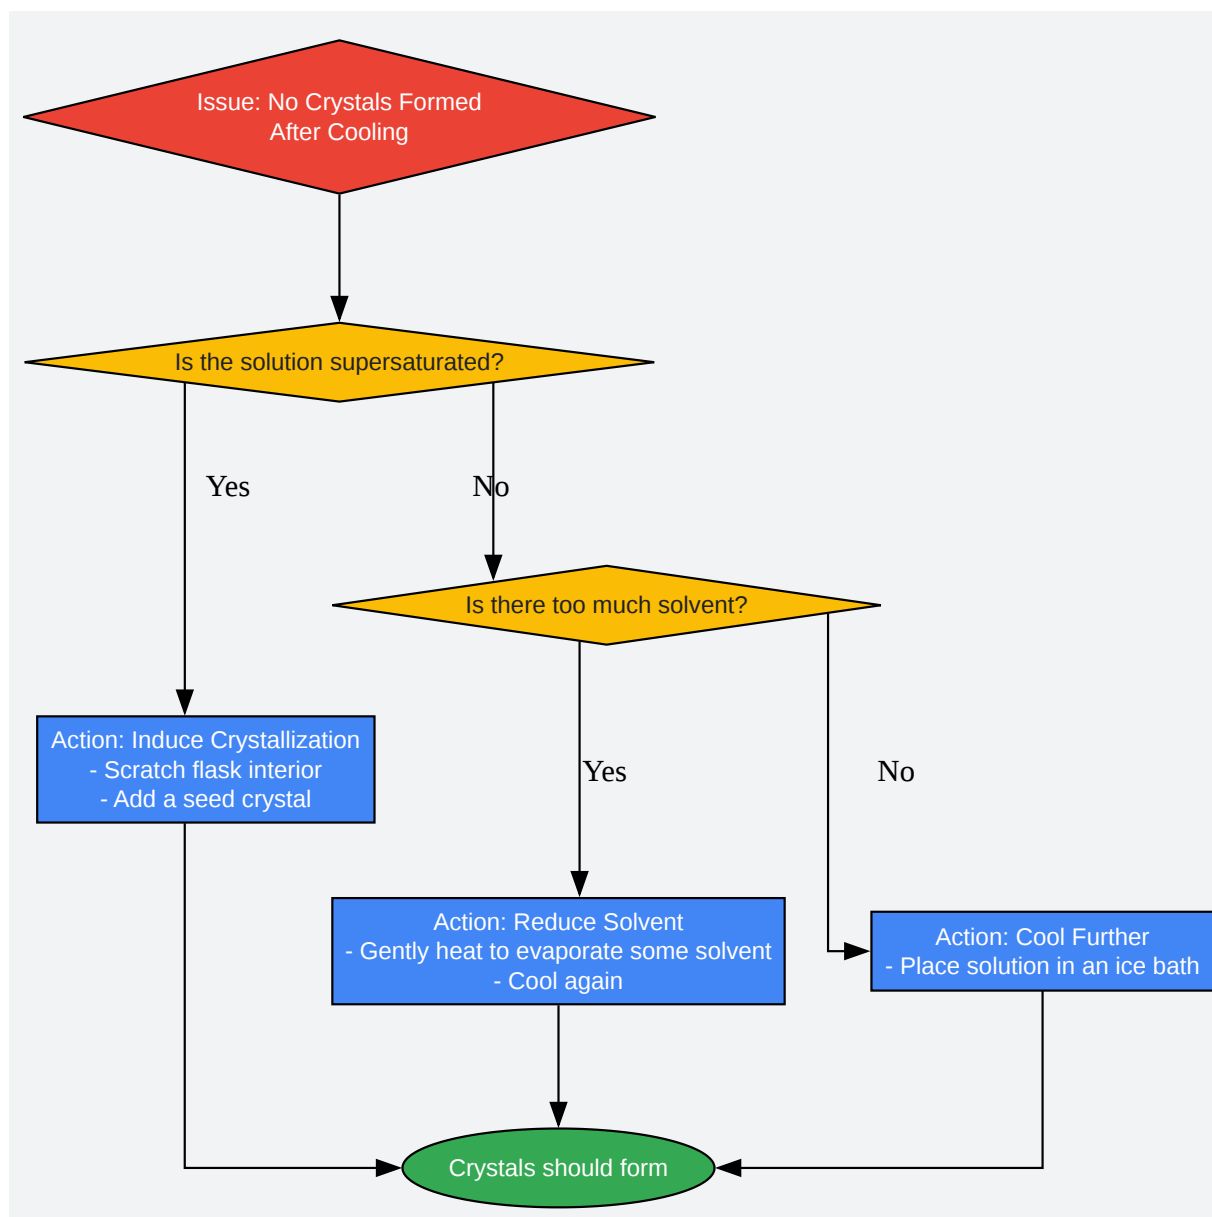 Issue: No Crystals Formed
After Cooling
Is the solution supersaturated?
Yes
No
Is there too much solvent?
Action: Induce Crystallization
- Scratch flask interior
- Add a seed crystal
Yes
No
Action: Reduce Solvent
- Gently heat to evaporate some solvent
- Cool again
Action: Cool Further
- Place solution in an ice bath
Crystals should form